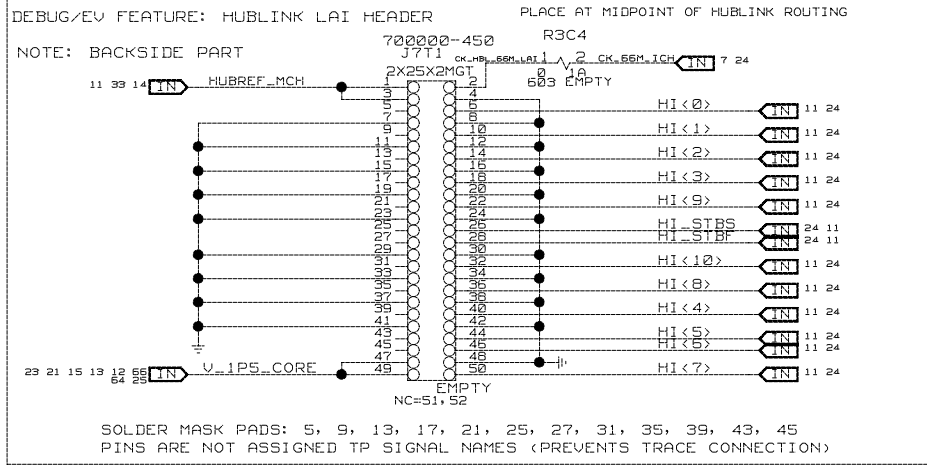 DEBUG/EV FEATURE: HUBLINK LAI HEADER
PLACE AT MIDPOINT OF HUBLINK ROUTING
NOTE: BACKSIDE PART
700000-450
J7T1
2X25X2MGT
R3C4
CK_HBL_66M_LAI 1 2 CK_66M_ICH IN 7 24
0 1A
603 EMPTY
11 33 14 IN HUBREF_MCH 1 2
3 4
5 6 HI<0> IN 11 24
7 8
9 10 HI<1> IN 11 24
11 12
13 14 HI<2> IN 11 24
15 16
17 18 HI<3> IN 11 24
19 20
21 22 HI<9> IN 11 24
23 24
25 26 HI_STBS IN 24 11
27 28 HI_STBF IN 24 11
29 30
31 32 HI<10> IN 11 24
33 34
35 36 HI<8> IN 11 24
37 38
39 40 HI<4> IN 11 24
41 42
43 44 HI<5> IN 11 24
45 46 HI<6> IN 11 24
47 48
23 21 15 13 12 66 IN V_1P5_CORE 49 50 HI<7> IN 11 24
64 25
EMPTY
NC=51,52
SOLDER MASK PADS: 5, 9, 13, 17, 21, 25, 27, 31, 35, 39, 43, 45
PINS ARE NOT ASSIGNED TP SIGNAL NAMES (PREVENTS TRACE CONNECTION)